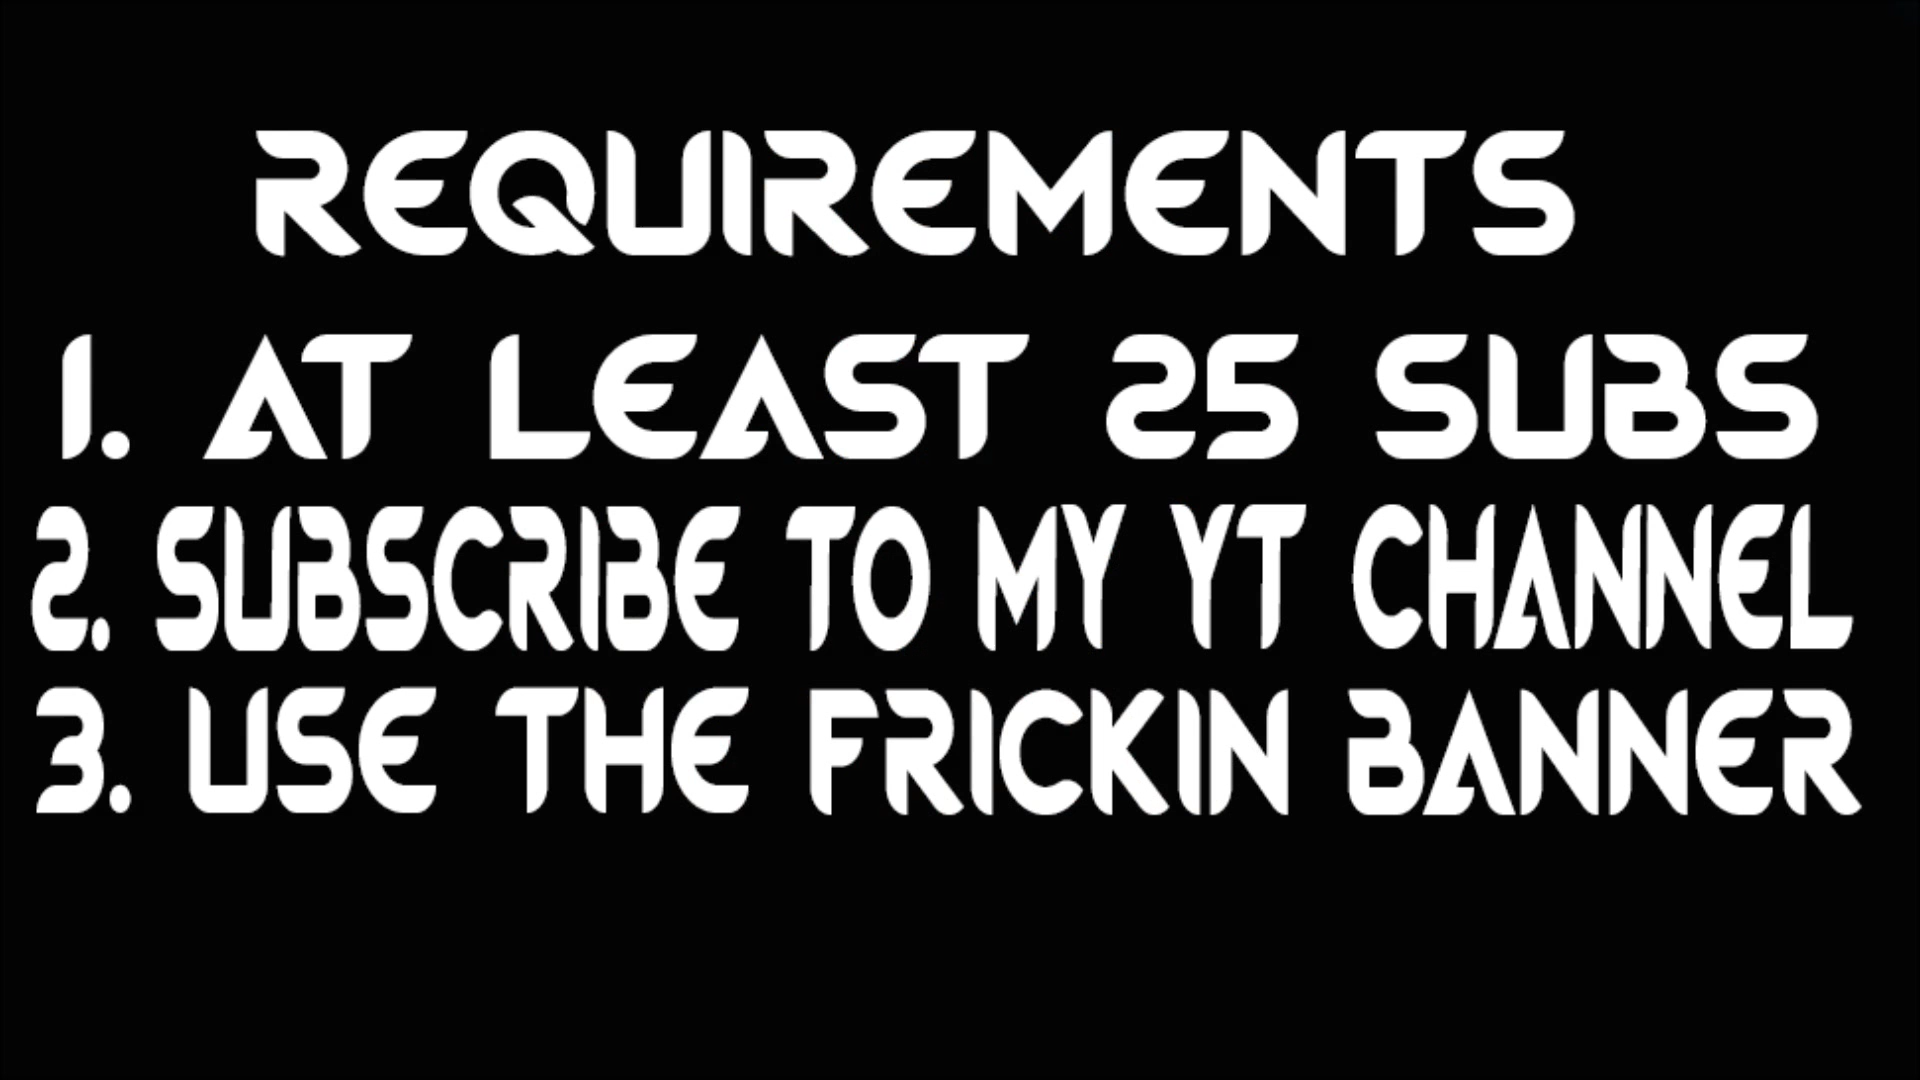 REQUIREMENTS
1. AT LEAST 25 SUBS
2. SUBSCRIBE TO MY YT CHANNEL
3. USE THE FRICKIN BANNER